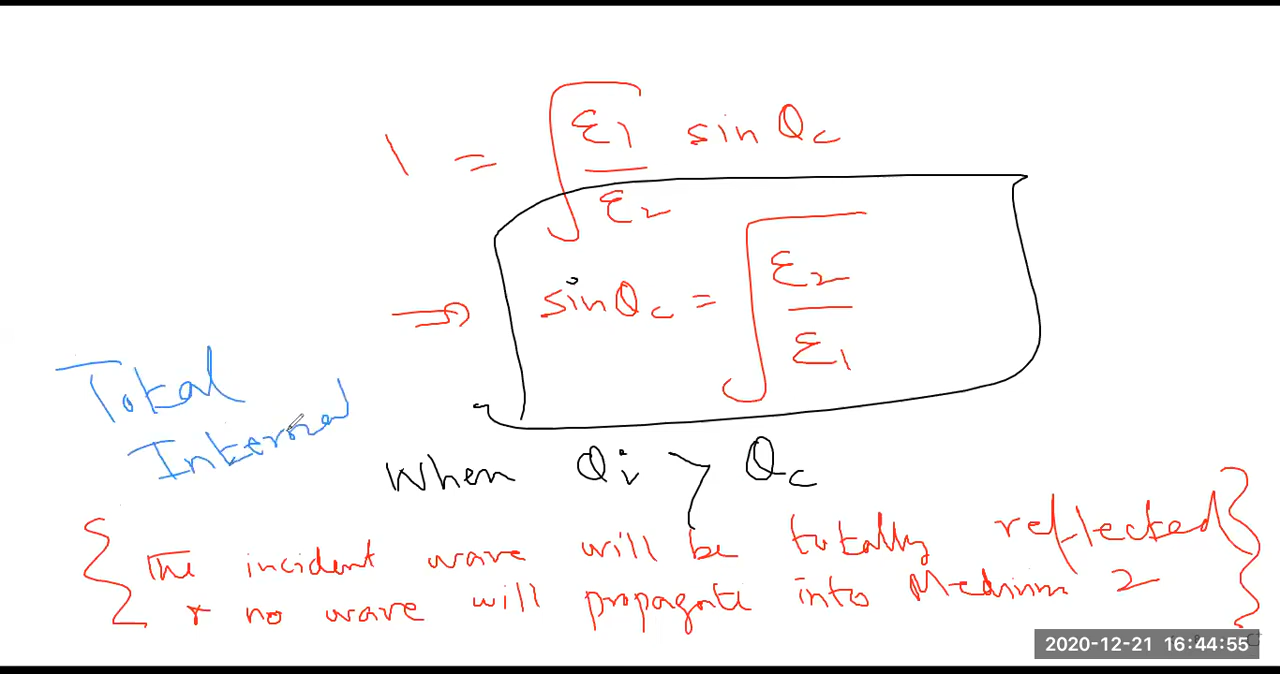 1 = √(ε1/ε2) sin θc
⇒ sin θc = √(ε2/ε1)
Total
Internal
When θi > θc
{ The incident wave will be totally reflected
+ no wave will propagate into Medium 2 }
2020-12-21 16:44:55